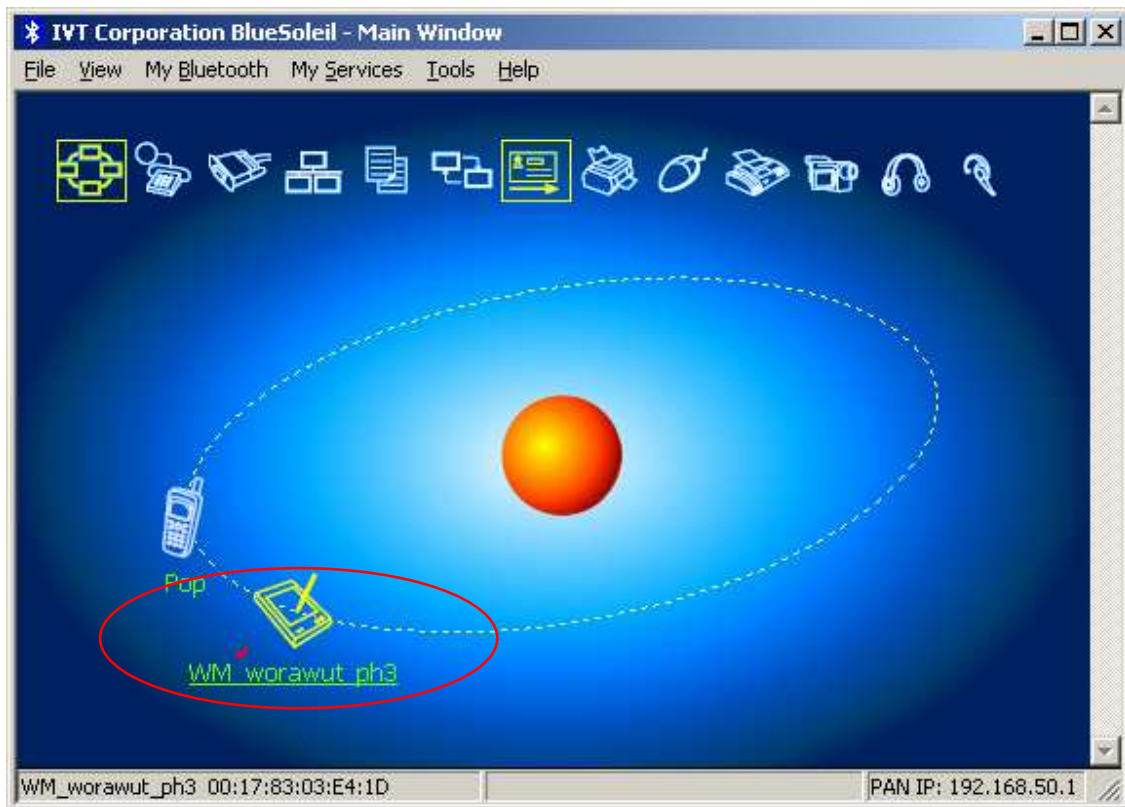 IVT Corporation BlueSoleil - Main Window
File View My Bluetooth My Services Tools Help
Pop
WM_worawut_ph3
WM_worawut_ph3 00:17:83:03:E4:1D PAN IP: 192.168.50.1